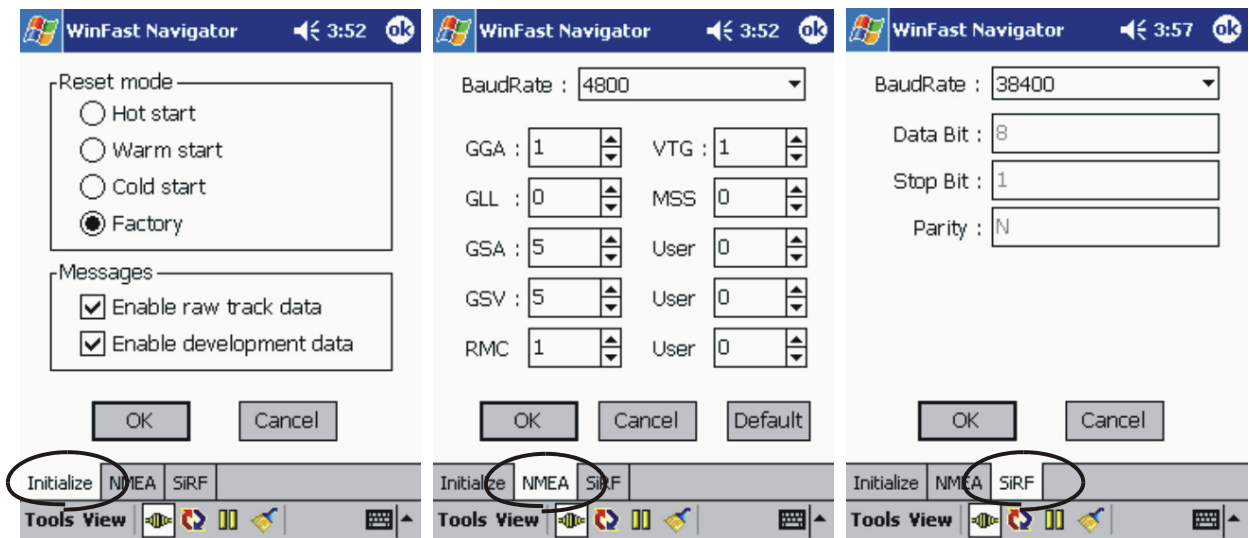 WinFast Navigator 3:52 ok
Reset mode
Hot start
Warm start
Cold start
Factory
Messages
Enable raw track data
Enable development data
OK Cancel
Initialize NMEA SiRF
Tools View
WinFast Navigator 3:52 ok
BaudRate : 4800
GGA : 1 VTG : 1
GLL : 0 MSS 0
GSA : 5 User 0
GSV : 5 User 0
RMC 1 User 0
OK Cancel Default
Initialize NMEA SiRF
Tools View
WinFast Navigator 3:57 ok
BaudRate : 38400
Data Bit : 8
Stop Bit : 1
Parity : N
OK Cancel
Initialize NMEA SiRF
Tools View